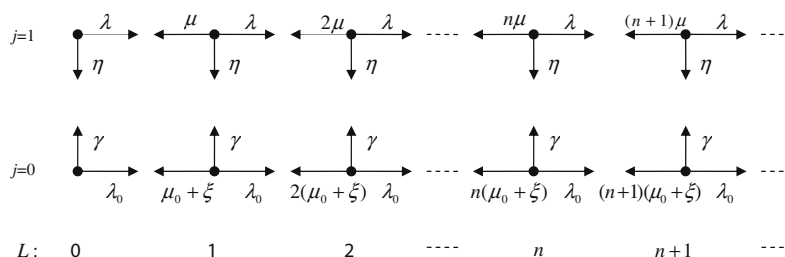 j=1 λ μ λ 2μ λ ---- nμ λ (n+1)μ λ ---
η η η η η
γ γ γ γ γ
j=0 ---- ---
λ₀ μ₀+ξ λ₀ 2(μ₀+ξ) λ₀ n(μ₀+ξ) λ₀ (n+1)(μ₀+ξ) λ₀
L: 0 1 2 ---- n n+1 ---